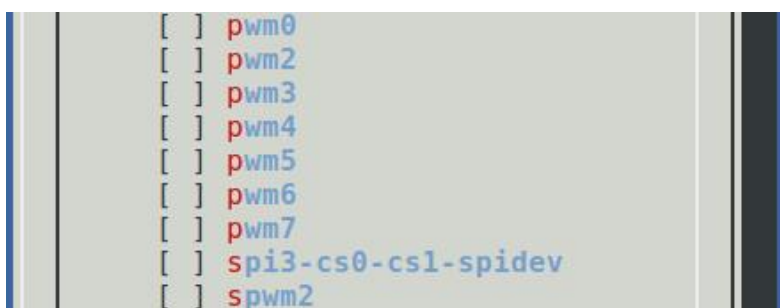 [ ] pwm0
[ ] pwm2
[ ] pwm3
[ ] pwm4
[ ] pwm5
[ ] pwm6
[ ] pwm7
[ ] spi3-cs0-cs1-spidev
[ ] spwm2